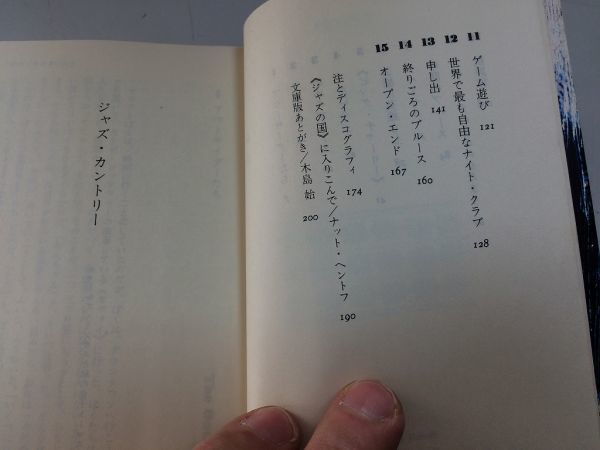 11 ゲーム遊び 121
12 世界で最も自由なナイト・クラブ 128
13 申し出 141
14 終りごろのブルース 160
15 オープン・エンド 167
注とディスコグラフィ 174
《ジャズの国》に入りこんで/ナット・ヘントフ 190
文庫版あとがき/木島 始 200
ジャズ・カントリー